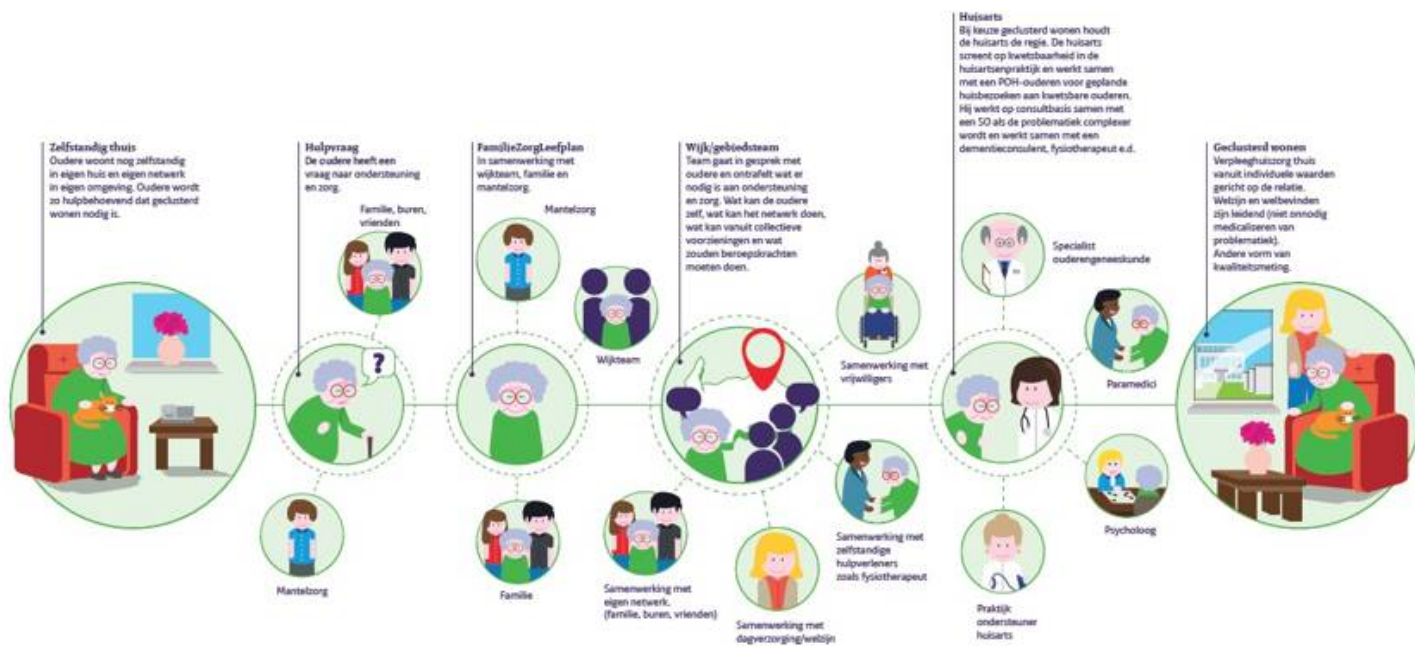 Zelfstandig thuis
Oudere woont nog zelfstandig
in eigen huis en eigen netwerk
in eigen omgeving. Oudere wordt
zo hulpbehoevend dat geclusterd
wonen nodig is.
Hulpvraag
De oudere heeft een
vraag naar ondersteuning
en zorg.
Familie, buren,
vrienden
?
Mantelzorg
FamilieZorgLeefplan
In samenwerking met
wijkteam, familie en
mantelzorg.
Mantelzorg
Wijkteam
Familie
Wijk/gebiedsteam
Team gaat in gesprek met
oudere en ontrafelt wat er
nodig is aan ondersteuning
en zorg. Wat kan de oudere
zelf, wat kan het netwerk doen,
wat kan vanuit collectieve
voorzieningen en wat
zouden beroepskrachten
moeten doen.
Samenwerking met
vrijwilligers
Samenwerking met
zelfstandige
hulpverleners
zoals fysiotherapeut
Samenwerking met
eigen netwerk.
(familie, buren, vrienden)
Samenwerking met
dagverzorging/welzijn
Huisarts
Bij keuze geclusterd wonen houdt
de huisarts de regie. De huisarts
screent op kwetsbaarheid in de
huisartsenpraktijk en werkt samen
met een POH-ouderen voor geplande
huisbezoeken aan kwetsbare ouderen.
Hij werkt op consultbasis samen met
een SO als de problematiek complexer
wordt en werkt samen met een
dementieconsulent, fysiotherapeut e.d.
Specialist
ouderengeneeskunde
Paramedici
Psycholoog
Praktijk
ondersteuner
huisarts
Geclusterd wonen
Verpleeghuiszorg thuis
vanuit individuele waarden
gericht op de relatie.
Welzijn en welbevinden
zijn leidend (niet onnodig
medicaliseren van
problematiek).
Andere vorm van
kwaliteitsmeting.